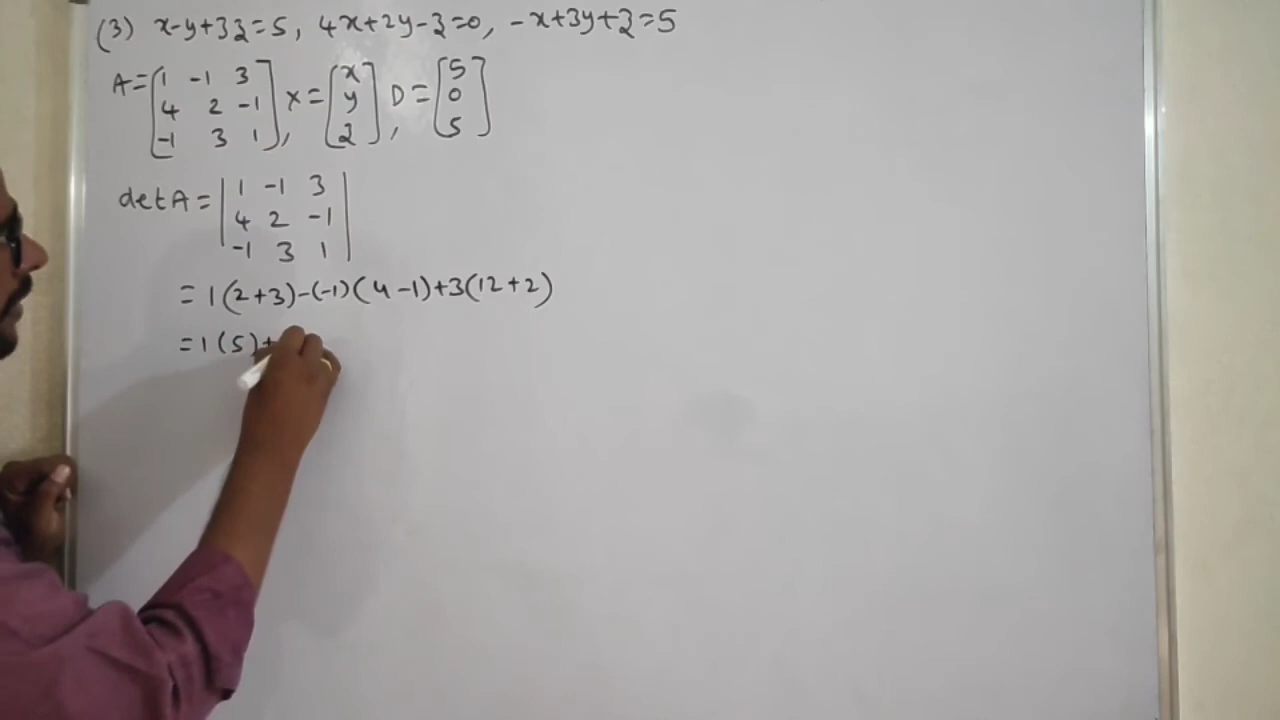 (3) x-y+3z=5, 4x+2y-z=0, -x+3y+z=5
A=[1 -1 3
4 2 -1
-1 3 1], X=[x
y
z], D=[5
0
5]
det A = |1 -1 3
4 2 -1
-1 3 1|
= 1(2+3)-(-1)(4-1)+3(12+2)
=1(5)+